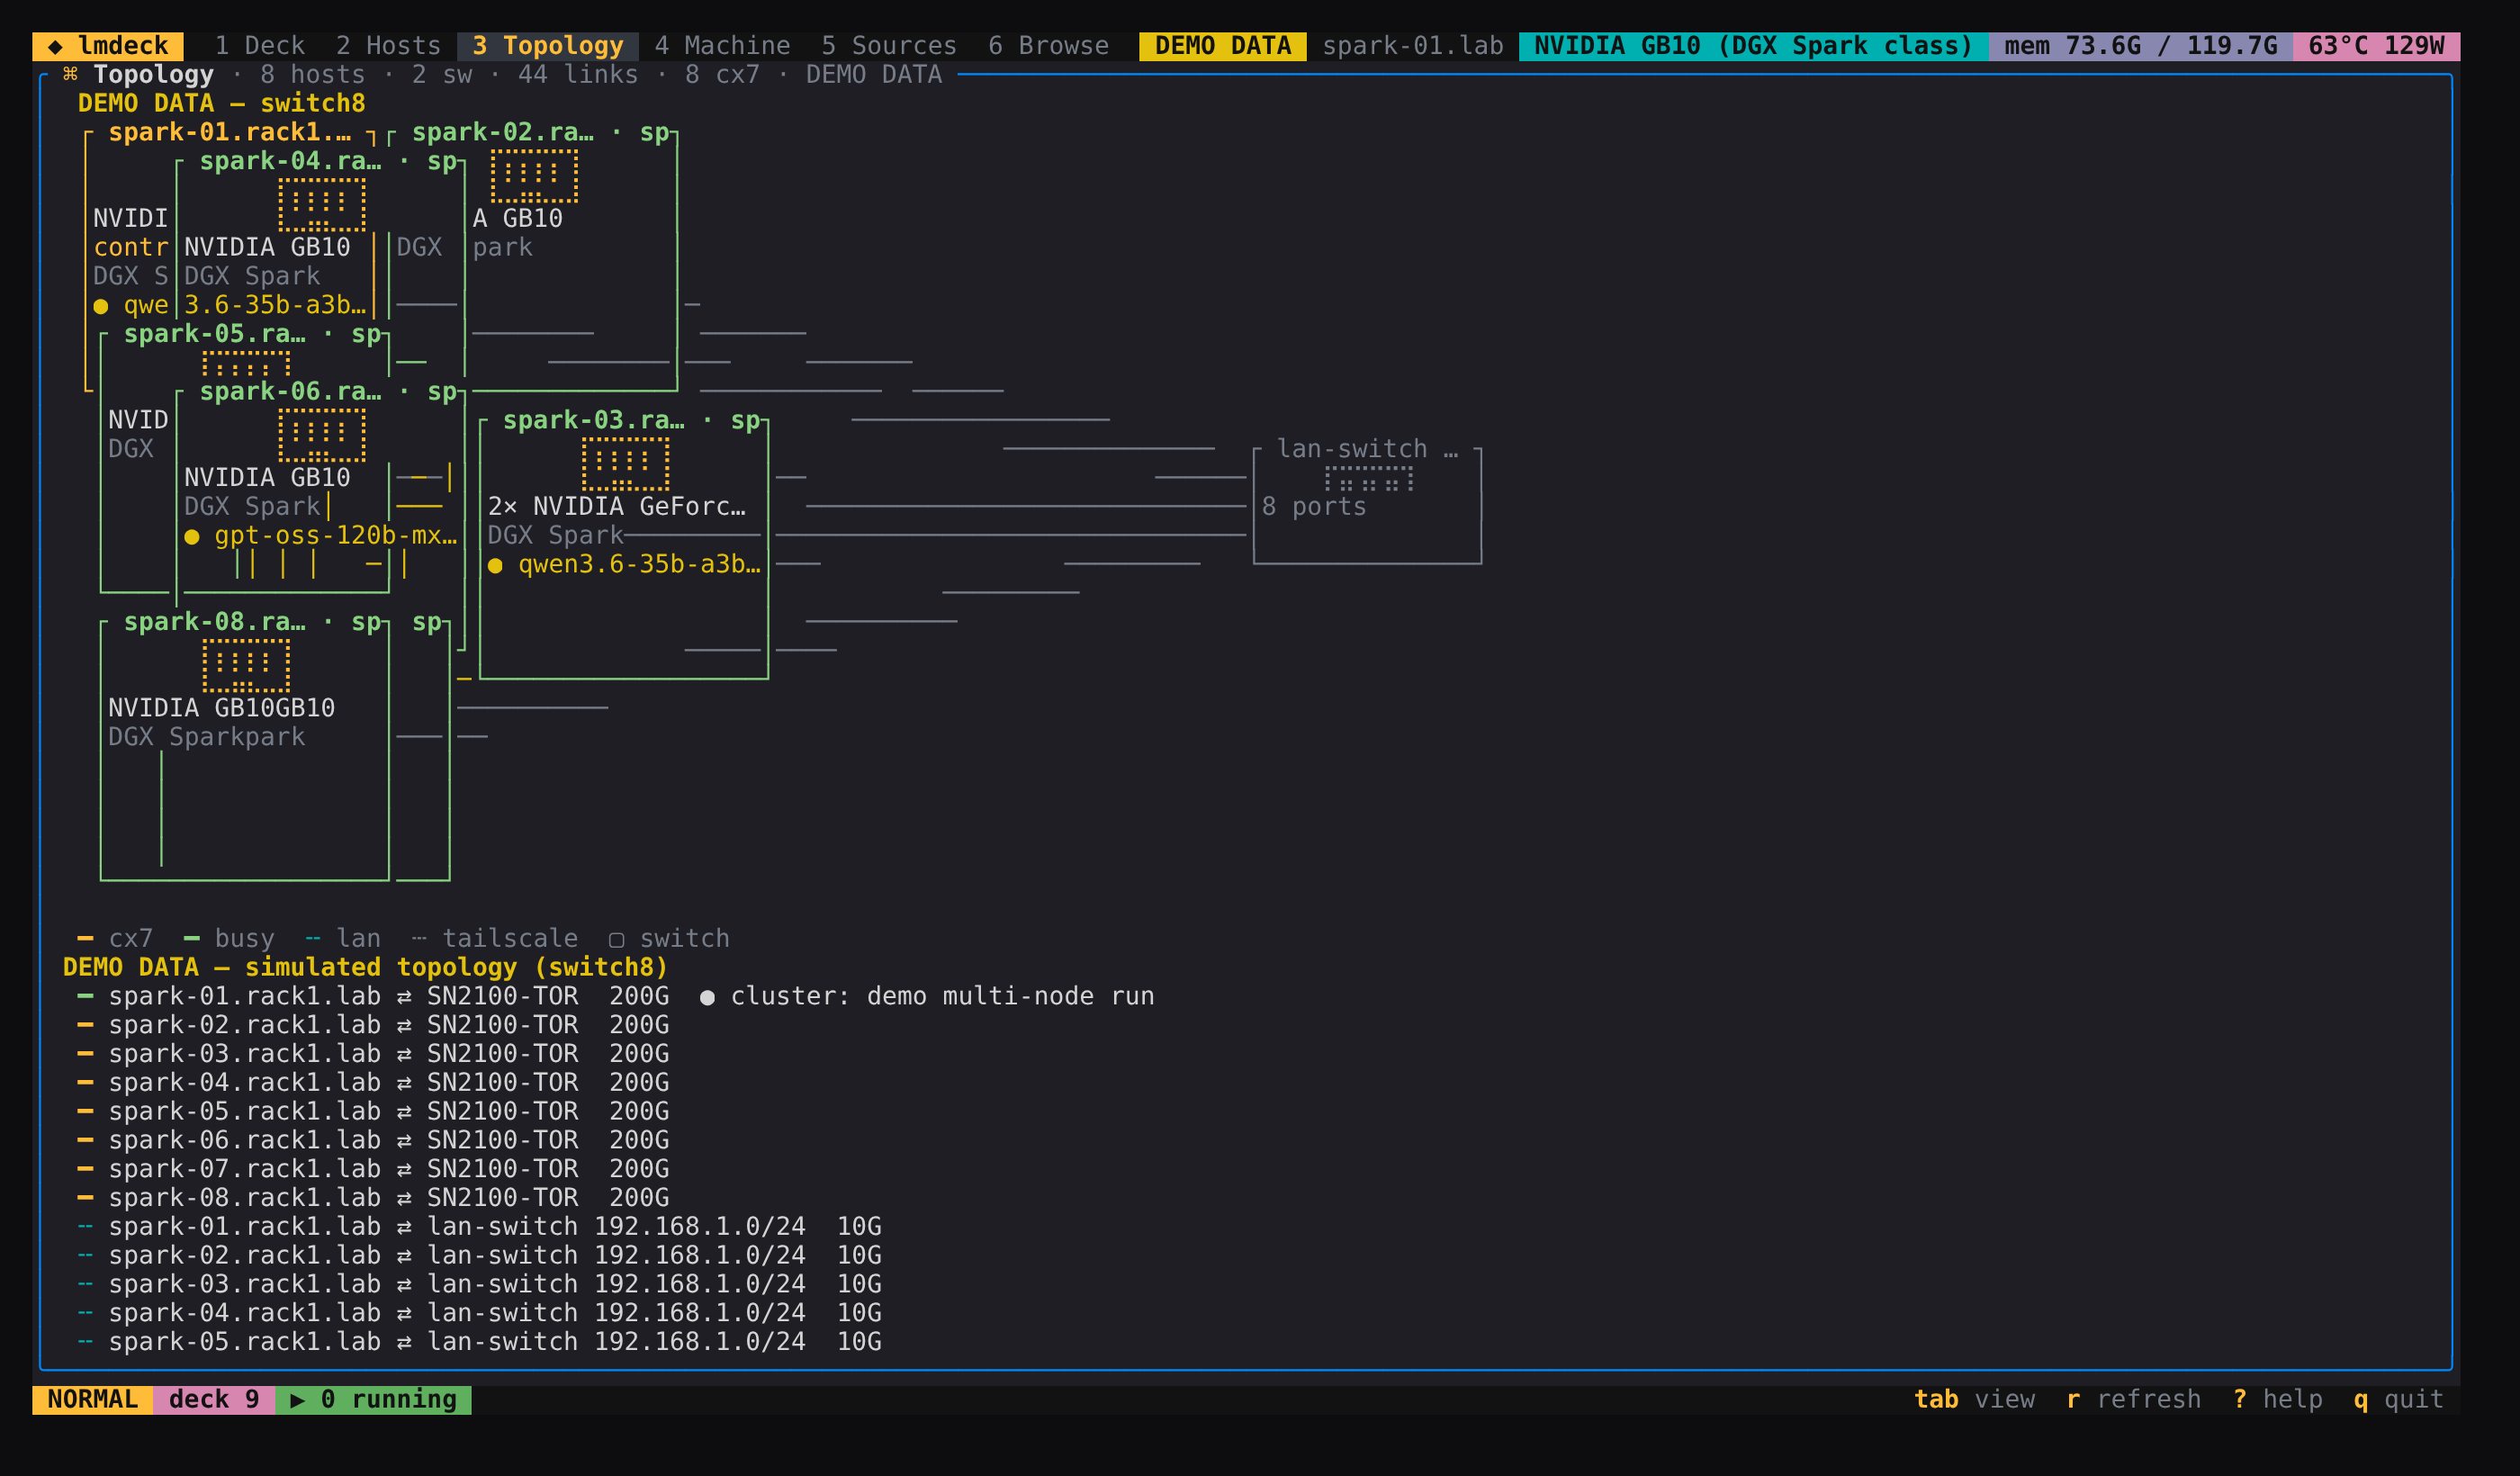 ◆ lmdeck 1 Deck 2 Hosts 3 Topology 4 Machine 5 Sources 6 Browse DEMO DATA spark-01.lab NVIDIA GB10 (DGX Spark class) mem 73.6G / 119.7G 63°C 129W
⌘ Topology · 8 hosts · 2 sw · 44 links · 8 cx7 · DEMO DATA
DEMO DATA — switch8
spark-01.rack1.… spark-02.ra… · sp
spark-04.ra… · sp
NVIDI A GB10
contr NVIDIA GB10 DGX park
DGX S DGX Spark
● qwe 3.6-35b-a3b…
spark-05.ra… · sp
spark-06.ra… · sp
NVID spark-03.ra… · sp
DGX lan-switch …
NVIDIA GB10
DGX Spark 2× NVIDIA GeForc… 8 ports
● gpt-oss-120b-mx… DGX Spark
● qwen3.6-35b-a3b…
spark-08.ra… · sp sp
NVIDIA GB10GB10
DGX Sparkpark
cx7 busy lan tailscale ▢ switch
DEMO DATA — simulated topology (switch8)
spark-01.rack1.lab ⇄ SN2100-TOR 200G ● cluster: demo multi-node run
spark-02.rack1.lab ⇄ SN2100-TOR 200G
spark-03.rack1.lab ⇄ SN2100-TOR 200G
spark-04.rack1.lab ⇄ SN2100-TOR 200G
spark-05.rack1.lab ⇄ SN2100-TOR 200G
spark-06.rack1.lab ⇄ SN2100-TOR 200G
spark-07.rack1.lab ⇄ SN2100-TOR 200G
spark-08.rack1.lab ⇄ SN2100-TOR 200G
spark-01.rack1.lab ⇄ lan-switch 192.168.1.0/24 10G
spark-02.rack1.lab ⇄ lan-switch 192.168.1.0/24 10G
spark-03.rack1.lab ⇄ lan-switch 192.168.1.0/24 10G
spark-04.rack1.lab ⇄ lan-switch 192.168.1.0/24 10G
spark-05.rack1.lab ⇄ lan-switch 192.168.1.0/24 10G
NORMAL deck 9 ▶ 0 running tab view r refresh ? help q quit